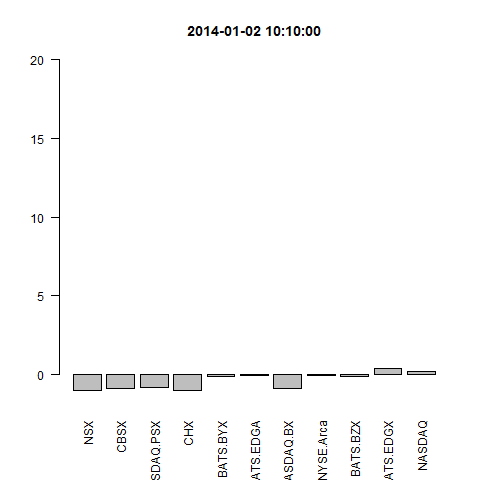 2014-01-02 10:10:00
20
15
10
5
0
NSX
CBSX
SDAQ.PSX
CHX
BATS.BYX
ATS.EDGA
ASDAQ.BX
NYSE.Arca
BATS.BZX
ATS.EDGX
NASDAQ